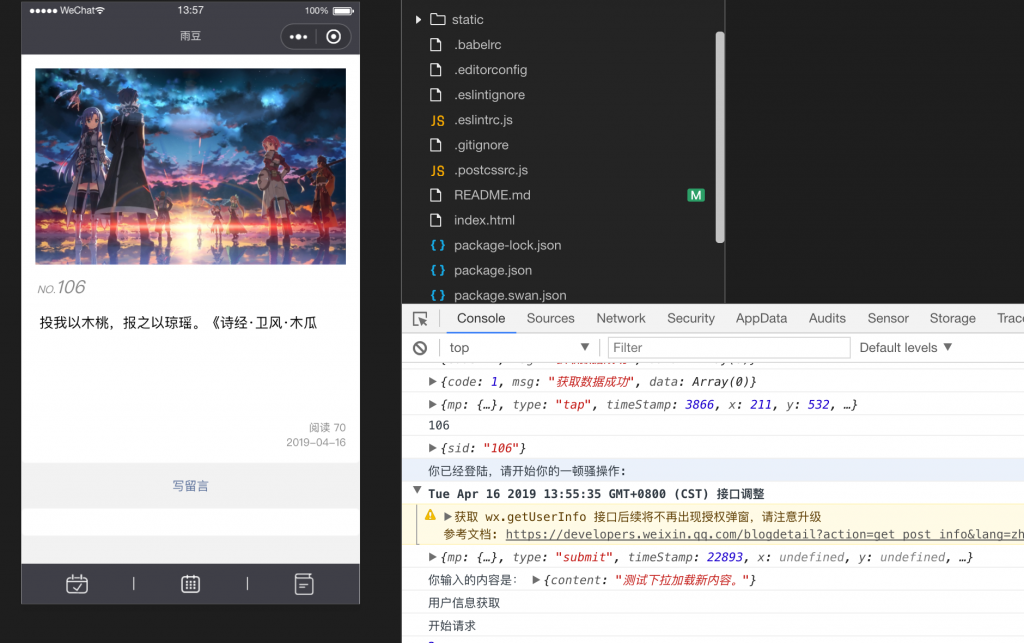 ●●●●● WeChat
13:57
100%
雨豆
NO.106
投我以木桃，报之以琼瑶。《诗经·卫风·木瓜
阅读 70
2019-04-16
写留言
static
.babelrc
.editorconfig
.eslintignore
JS .eslintrc.js
.gitignore
JS .postcssrc.js
README.md M
index.html
{ } package-lock.json
{ } package.json
{ } package.swan.json
Console Sources Network Security AppData Audits Sensor Storage Trac
top Filter Default levels
▶{code: 1, msg: "获取数据成功", data: Array(0)}
▶{mp: {…}, type: "tap", timeStamp: 3866, x: 211, y: 532, …}
106
▶{sid: "106"}
你已经登陆，请开始你的一顿骚操作:
▼ Tue Apr 16 2019 13:55:35 GMT+0800 (CST) 接口调整
▶获取 wx.getUserInfo 接口后续将不再出现授权弹窗，请注意升级
参考文档: https://developers.weixin.qq.com/blogdetail?action=get_post_info&lang=zh
▶{mp: {…}, type: "submit", timeStamp: 22893, x: undefined, y: undefined, …}
你输入的内容是： ▶{content: "测试下拉加载新内容。"}
用户信息获取
开始请求